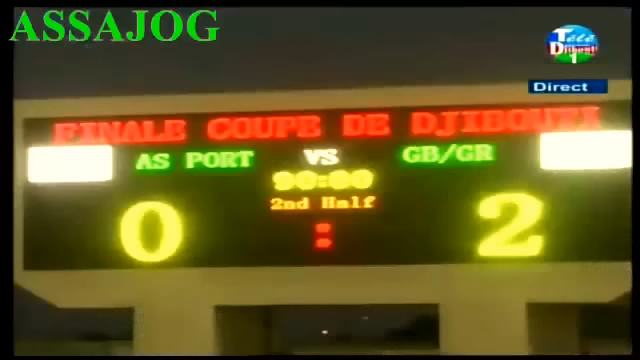 ASSAJOG
Télé
Djibouti
1
Direct
FINALE COUPE DE DJIBOUTI
AS PORT VS GB/GR
90:00
2nd Half
0 : 2